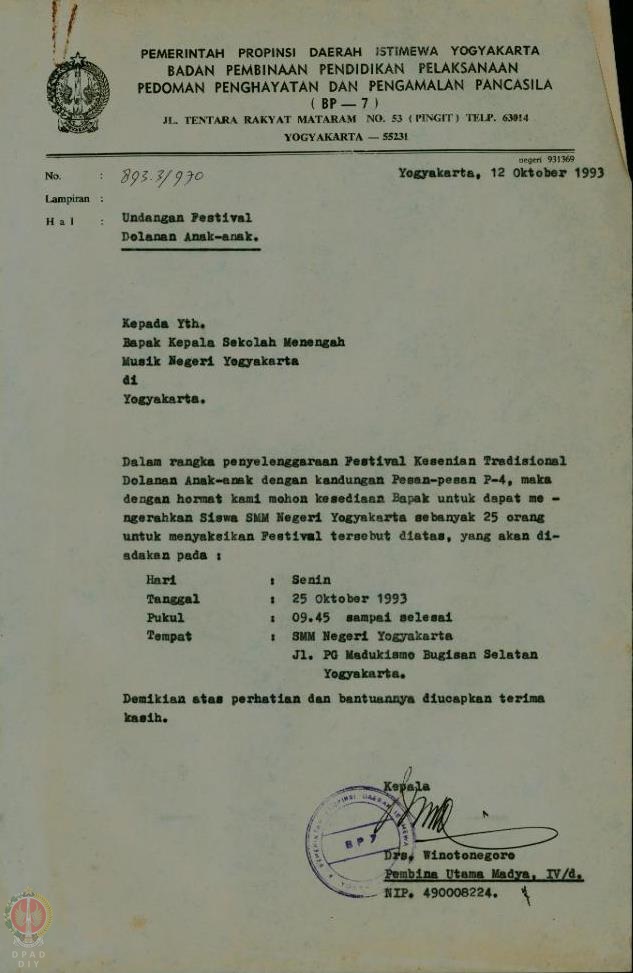 PEMERINTAH PROPINSI DAERAH ISTIMEWA YOGYAKARTA
BADAN PEMBINAAN PENDIDIKAN PELAKSANAAN
PEDOMAN PENGHAYATAN DAN PENGAMALAN PANCASILA
( BP — 7 )
JL. TENTARA RAKYAT MATARAM NO. 53 ( PINGIT ) TELP. 63014
YOGYAKARTA — 55231
negeri 931369
No. : 893.3/970 Yogyakarta, 12 Oktober 1993
Lampiran :
H a l : Undangan Festival
Dolanan Anak-anak.
Kepada Yth.
Bapak Kepala Sekolah Menengah
Musik Negeri Yogyakarta
di
Yogyakarta.
Dalam rangka penyelenggaraan Festival Kesenian Tradisional
Dolanan Anak-anak dengan kandungan Pesan-pesan P-4, maka
dengan hormat kami mohon kesediaan Bapak untuk dapat me -
ngerahkan Siswa SMM Negeri Yogyakarta sebanyak 25 orang
untuk menyaksikan Festival tersebut diatas, yang akan di-
adakan pada :
Hari : Senin
Tanggal : 25 Oktober 1993
Pukul : 09.45 sampai selesai
Tempat : SMM Negeri Yogyakarta
Jl. PG Madukismo Bugisan Selatan
Yogyakarta.
Demikian atas perhatian dan bantuannya diucapkan terima
kasih.
Kepala
PEMERINTAH PROPINSI DAERAH ISTIMEWA
BP 7
Drs. Winotonegoro
Pembina Utama Madya, IV/d.
NIP. 490008224.
DPAD
DIY